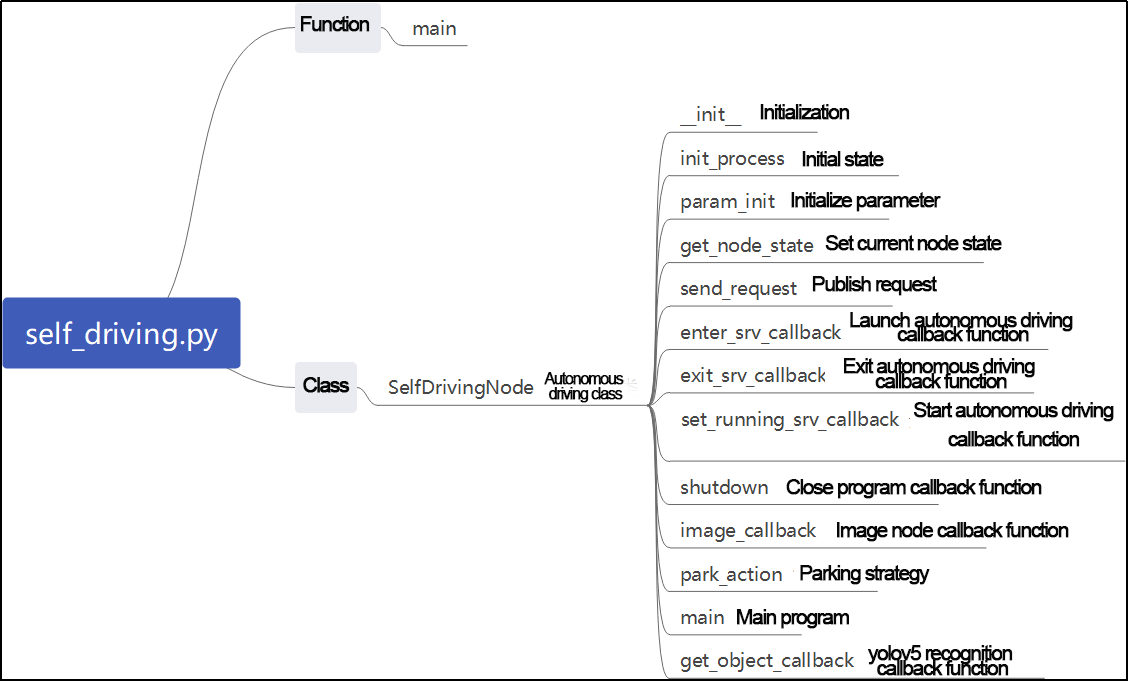 Function
main
__init__ Initialization
init_process Initial state
param_init Initialize parameter
get_node_state Set current node state
send_request Publish request
self_driving.py
enter_srv_callback Launch autonomous driving
callback function
exit_srv_callback Exit autonomous driving
callback function
Class
SelfDrivingNode Autonomous
driving class
set_running_srv_callback Start autonomous driving
callback function
shutdown Close program callback function
image_callback Image node callback function
park_action Parking strategy
main Main program
get_object_callback yolov5 recognition
callback function